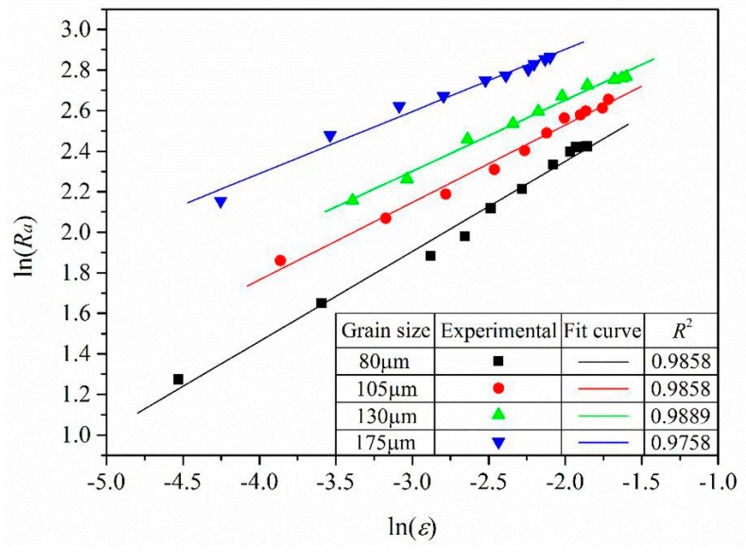 3.0
2.8
2.6
2.4
2.2
2.0
1.8
1.6
1.4
1.2
1.0
ln(Ra)
Grain size Experimental Fit curve R²
80μm 0.9858
105μm 0.9858
130μm 0.9889
175μm 0.9758
-5.0 -4.5 -4.0 -3.5 -3.0 -2.5 -2.0 -1.5 -1.0
ln(ε)